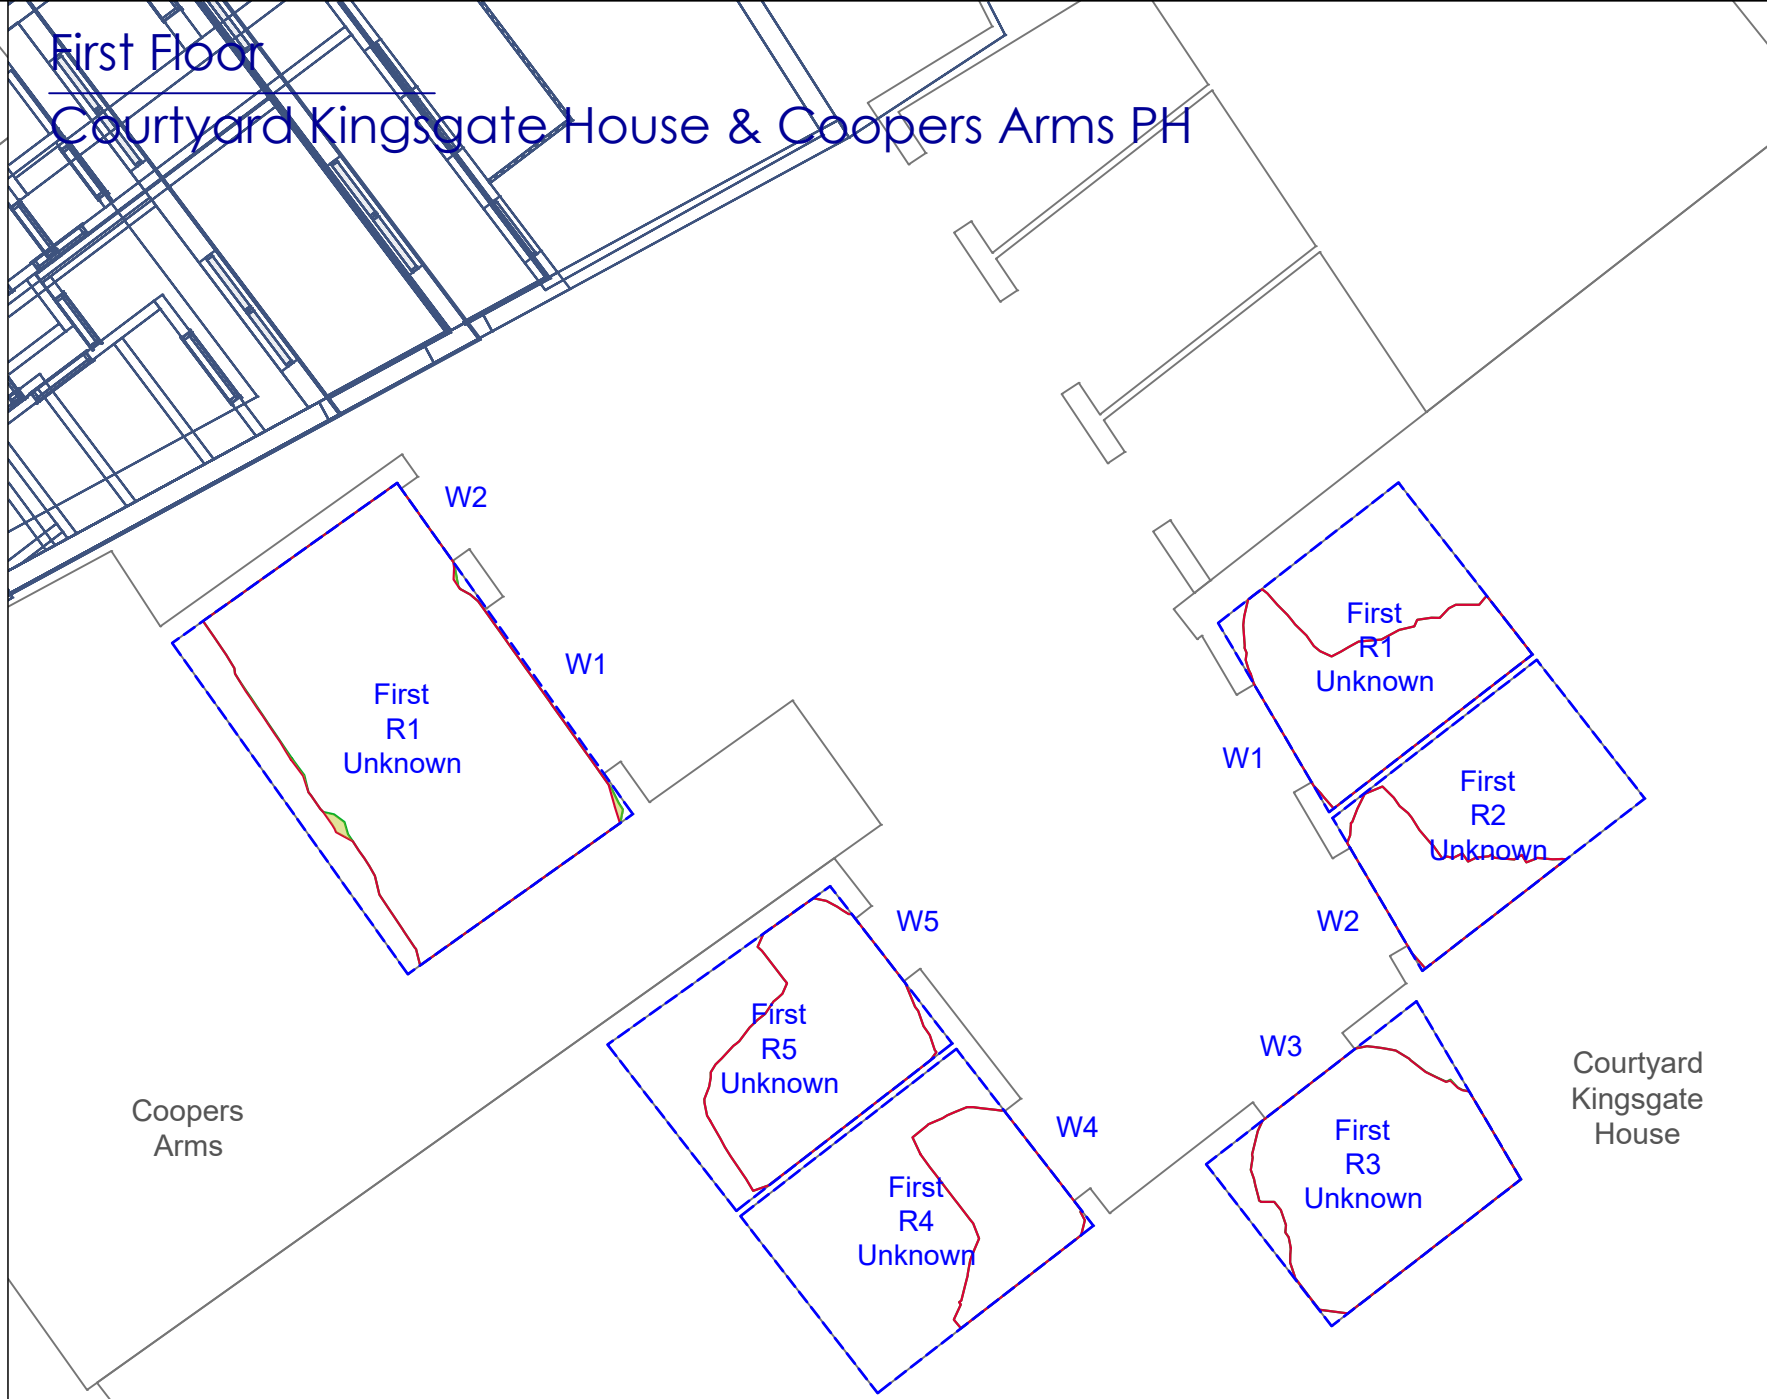 First Floor
Courtyard Kingsgate House & Coopers Arms PH
W2
W1
First
R1
Unknown
First
R1
Unknown
W1
First
R2
Unknown
W2
W5
First
R5
Unknown
W4
First
R4
Unknown
W3
First
R3
Unknown
Coopers
Arms
Courtyard
Kingsgate
House